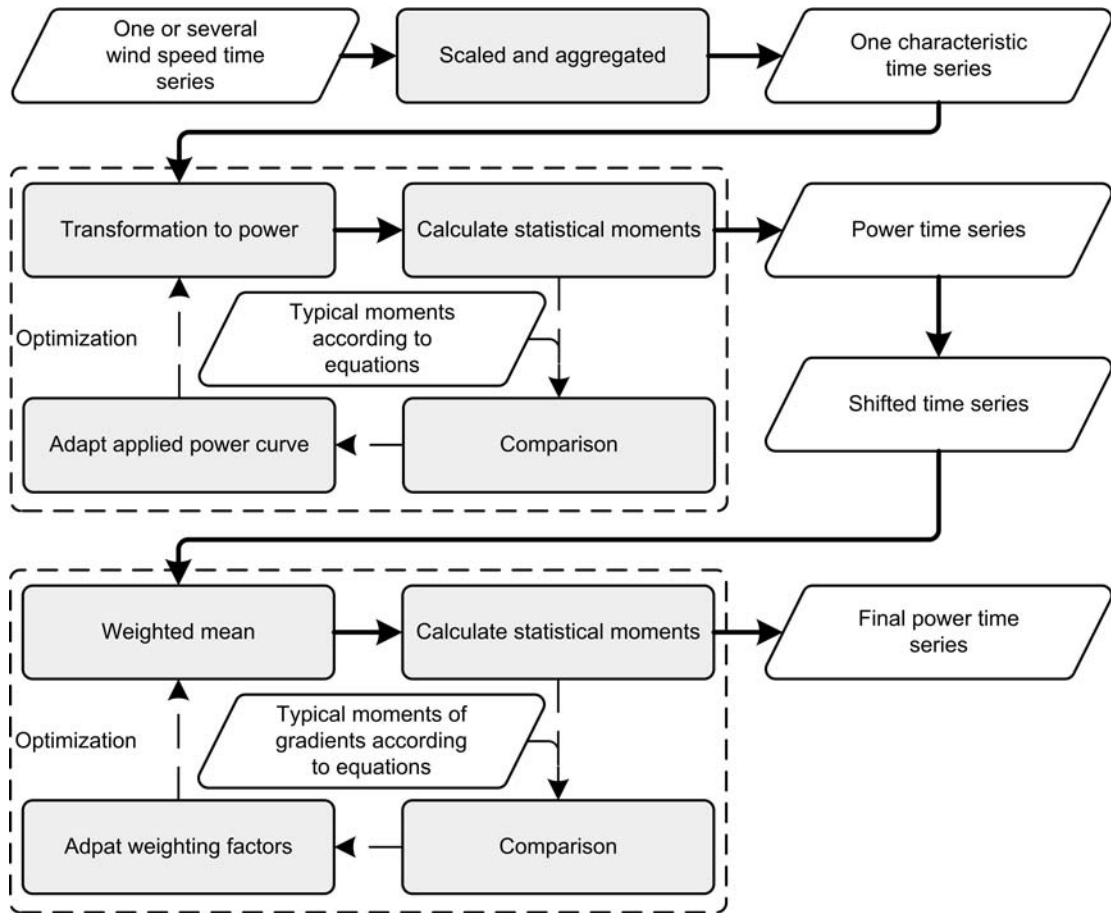 One or several
wind speed time
series
Scaled and aggregated
One characteristic
time series
Transformation to power
Calculate statistical moments
Power time series
Optimization
Typical moments
according to
equations
Shifted time series
Adapt applied power curve
Comparison
Weighted mean
Calculate statistical moments
Final power time
series
Optimization
Typical moments of
gradients according
to equations
Adpat weighting factors
Comparison